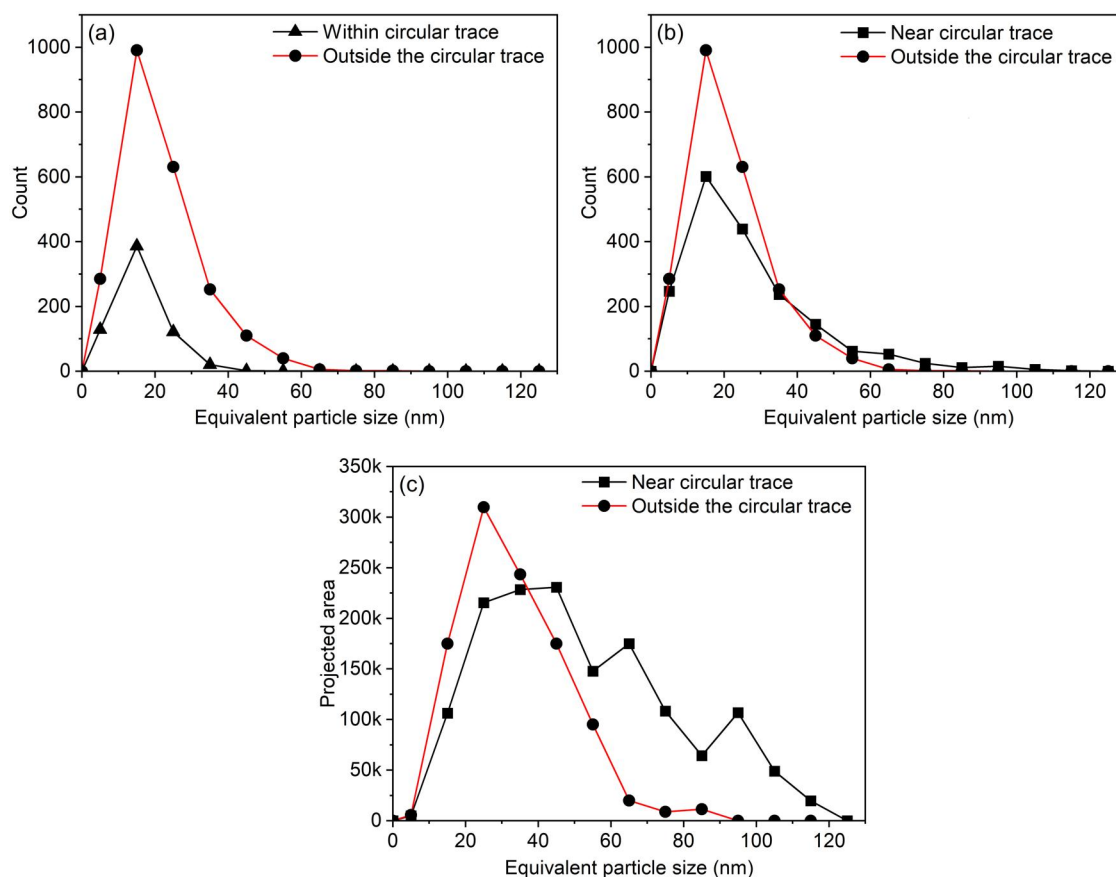 (a)
Within circular trace
Outside the circular trace
1000
800
600
400
200
0
Count
0 20 40 60 80 100 120
Equivalent particle size (nm)
(b)
Near circular trace
Outside the circular trace
1000
800
600
400
200
0
Count
0 20 40 60 80 100 120
Equivalent particle size (nm)
(c)
Near circular trace
Outside the circular trace
350k
300k
250k
200k
150k
100k
50k
0
Projected area
0 20 40 60 80 100 120
Equivalent particle size (nm)